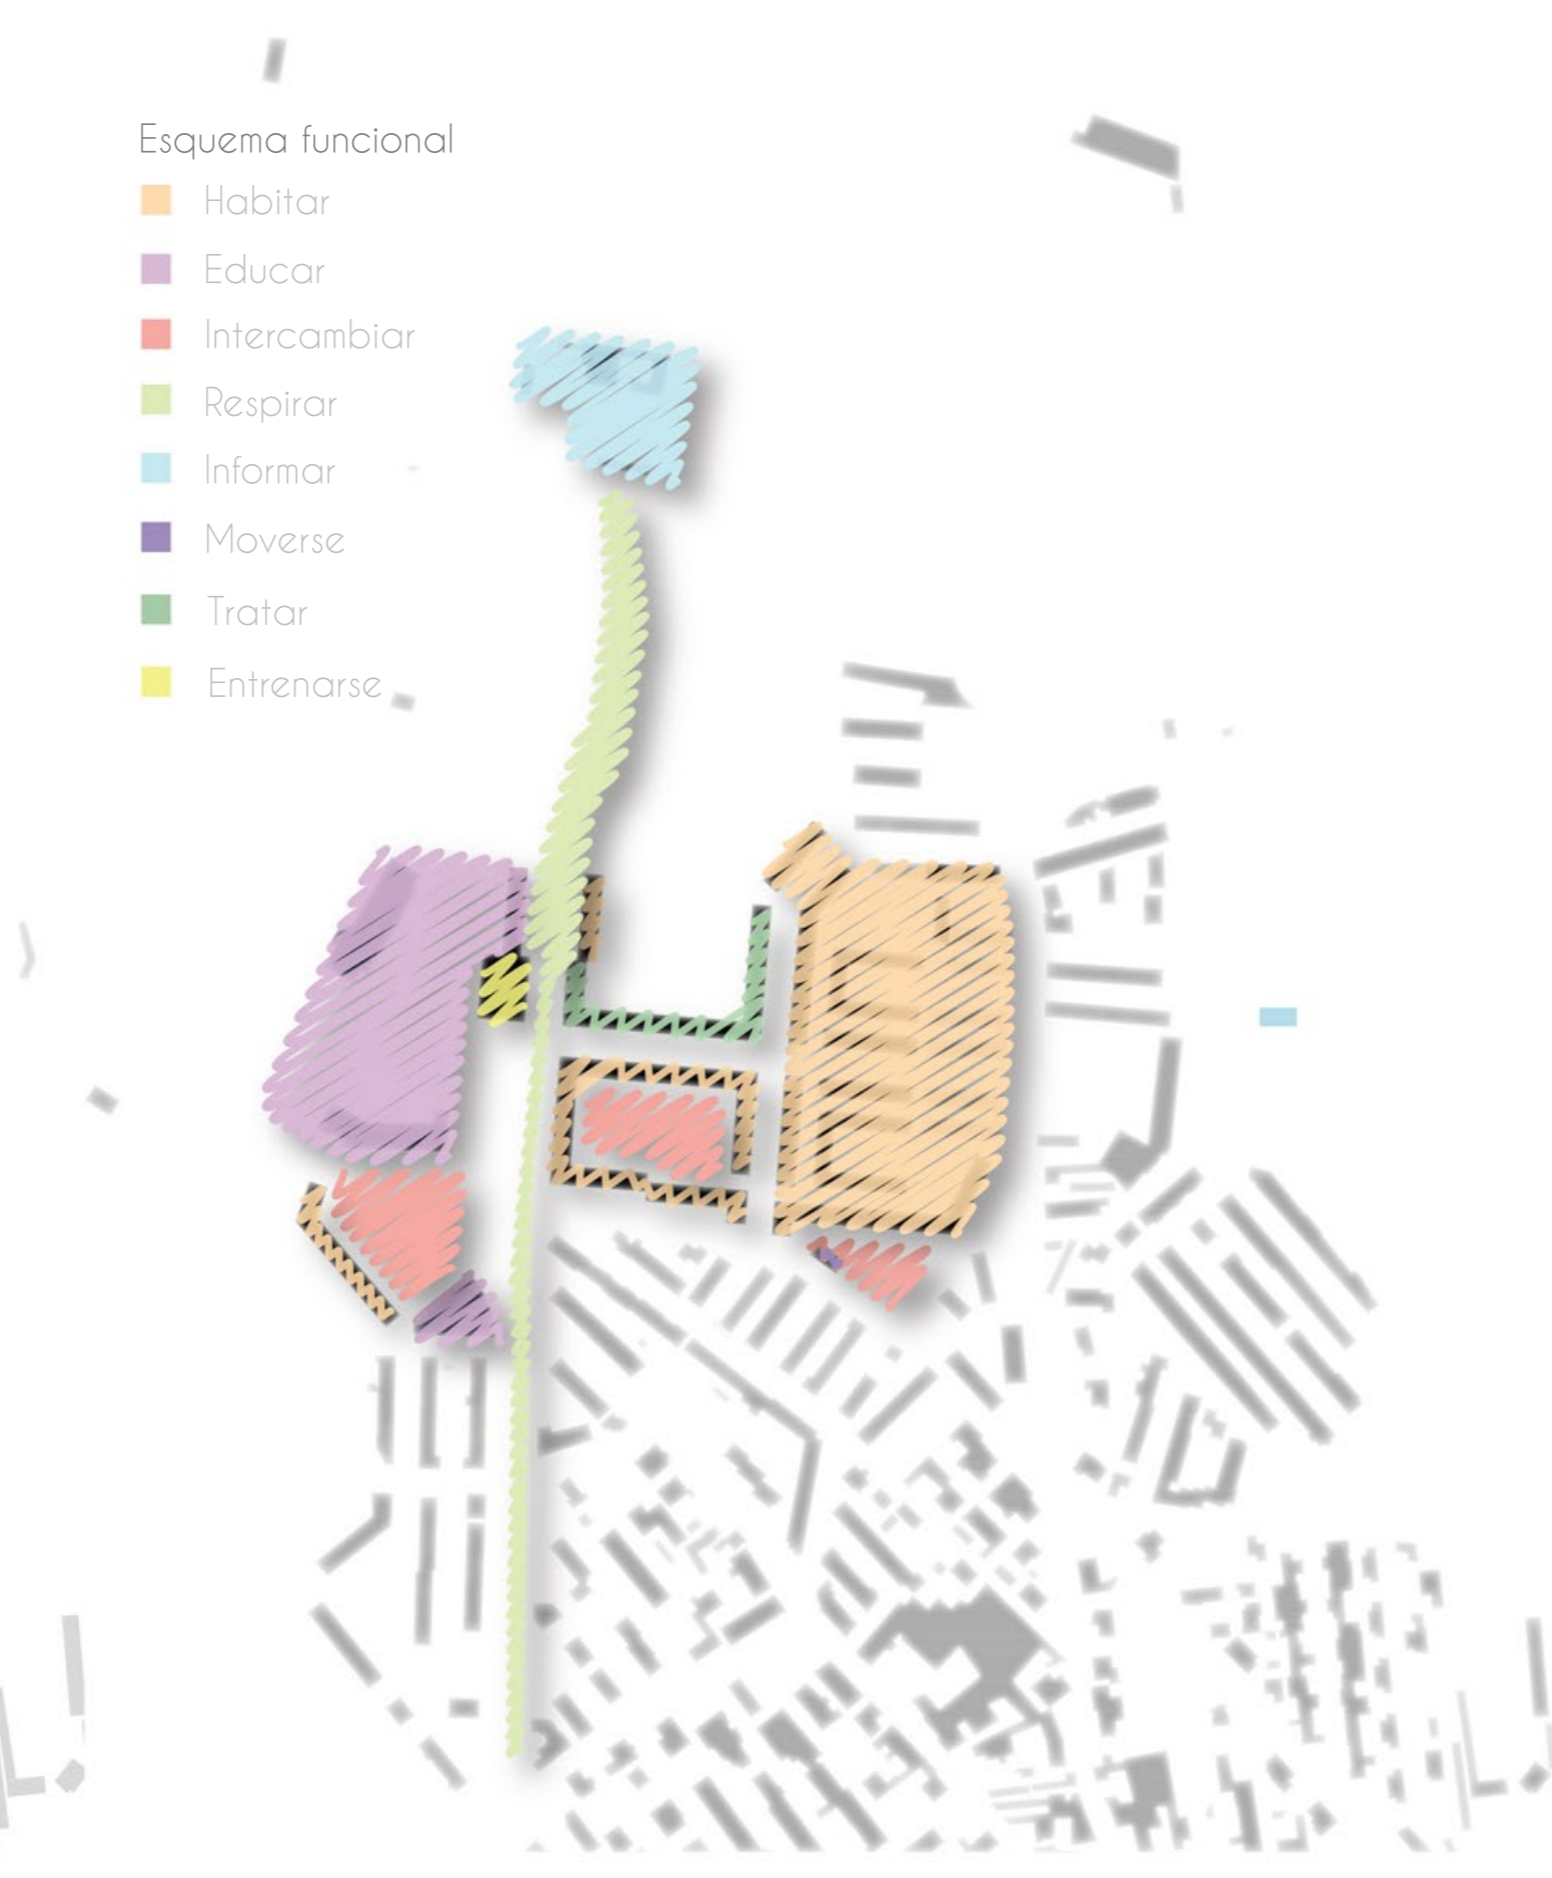 Esquema funcional
Habitar
Educar
Intercambiar
Respirar
Informar
Moverse
Tratar
Entrenarse